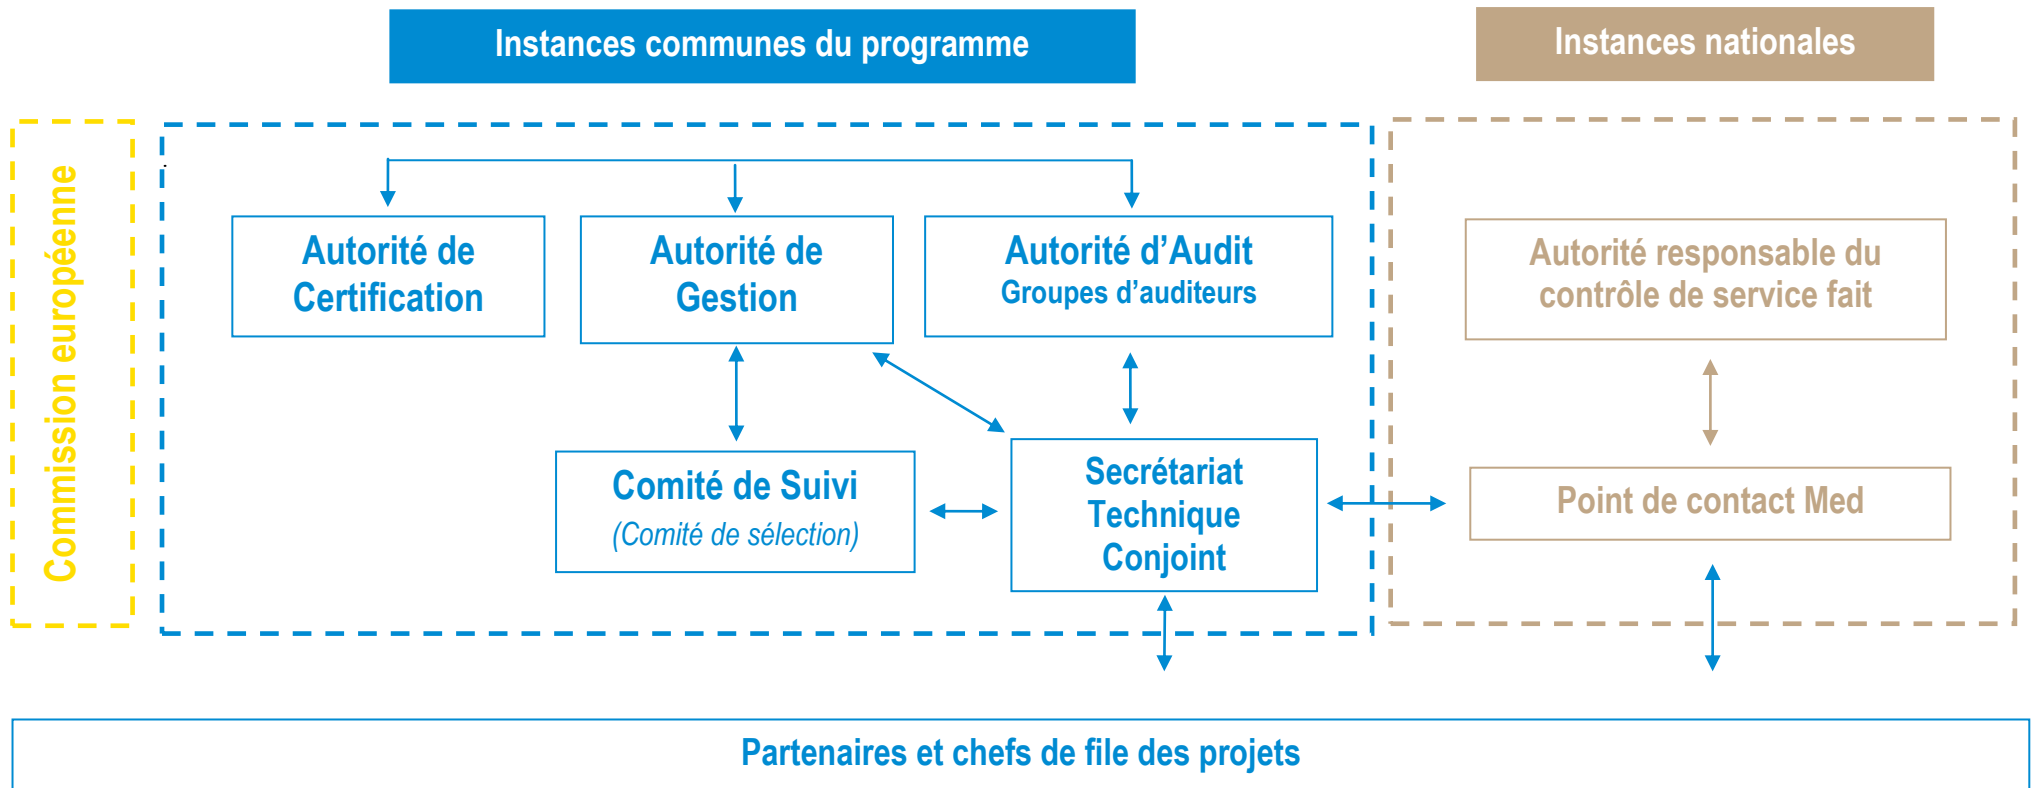 Instances communes du programme
Instances nationales
Commission européenne
Autorité de
Certification
Autorité de
Gestion
Autorité d'Audit
Groupes d'auditeurs
Autorité responsable du
contrôle de service fait
Comité de Suivi
(Comité de sélection)
Secrétariat
Technique
Conjoint
Point de contact Med
Partenaires et chefs de file des projets